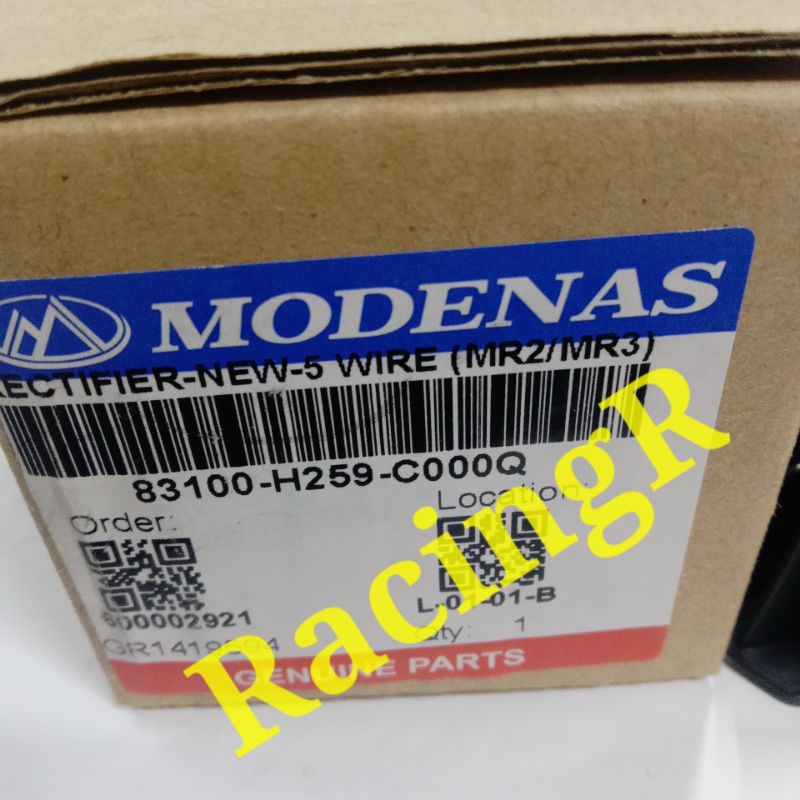 MODENAS
RECTIFIER-NEW-5 WIRE (MR2/MR3)
83100-H259-C000Q
Order:
Location:
600002921
L-01-01-B
Qty: 1
GENUINE PARTS
RacingR